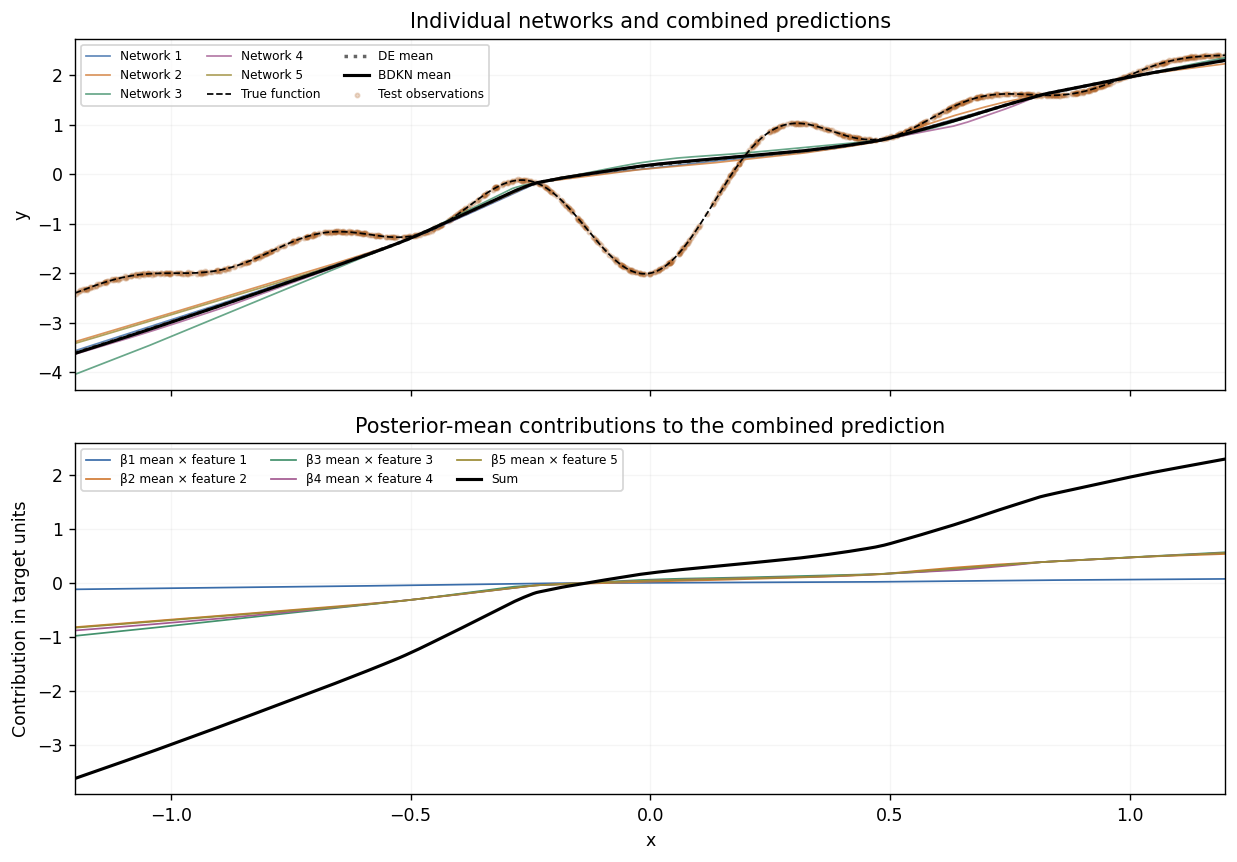 Individual networks and combined predictions
Network 1
Network 2
Network 3
Network 4
Network 5
True function
DE mean
BDKN mean
Test observations
2
1
0
−1
−2
−3
−4
y
Posterior-mean contributions to the combined prediction
β1 mean × feature 1
β2 mean × feature 2
β3 mean × feature 3
β4 mean × feature 4
β5 mean × feature 5
Sum
2
1
0
−1
−2
−3
Contribution in target units
−1.0
−0.5
0.0
0.5
1.0
x